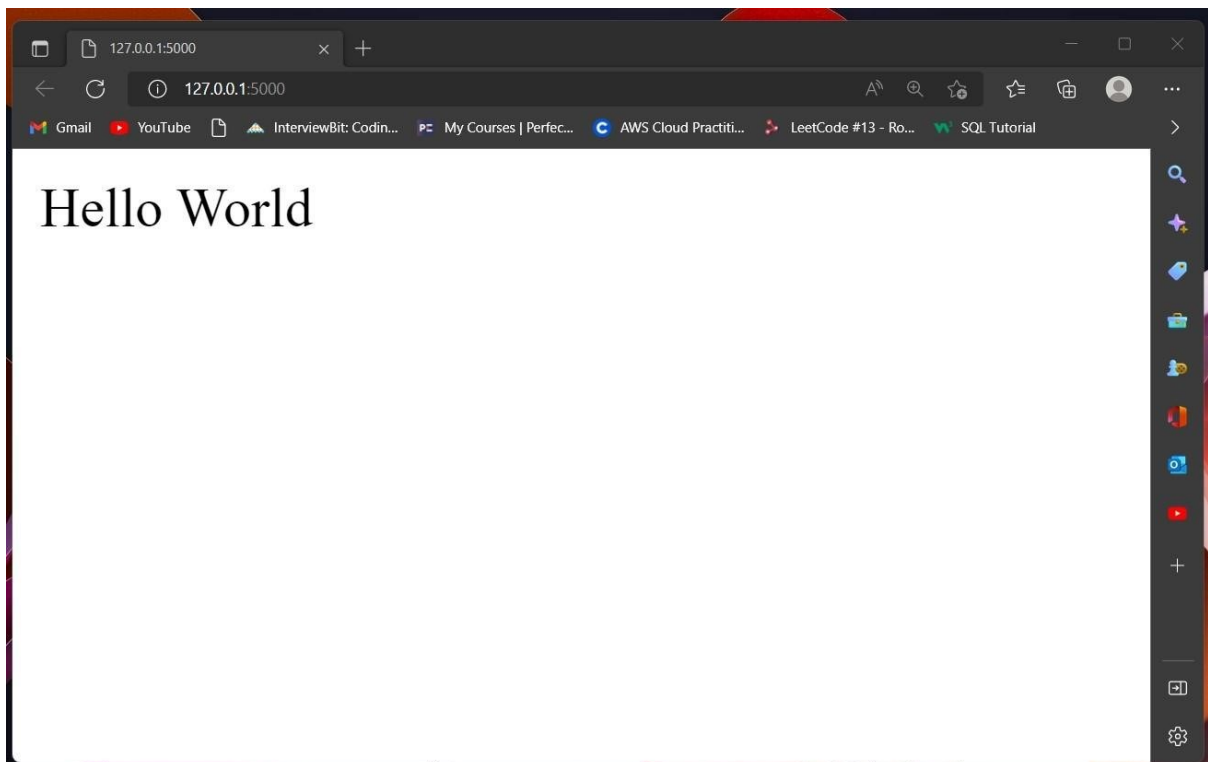 127.0.0.1:5000
127.0.0.1:5000
Gmail YouTube InterviewBit: Codin... My Courses | Perfec... AWS Cloud Practiti... LeetCode #13 - Ro... SQL Tutorial
Hello World